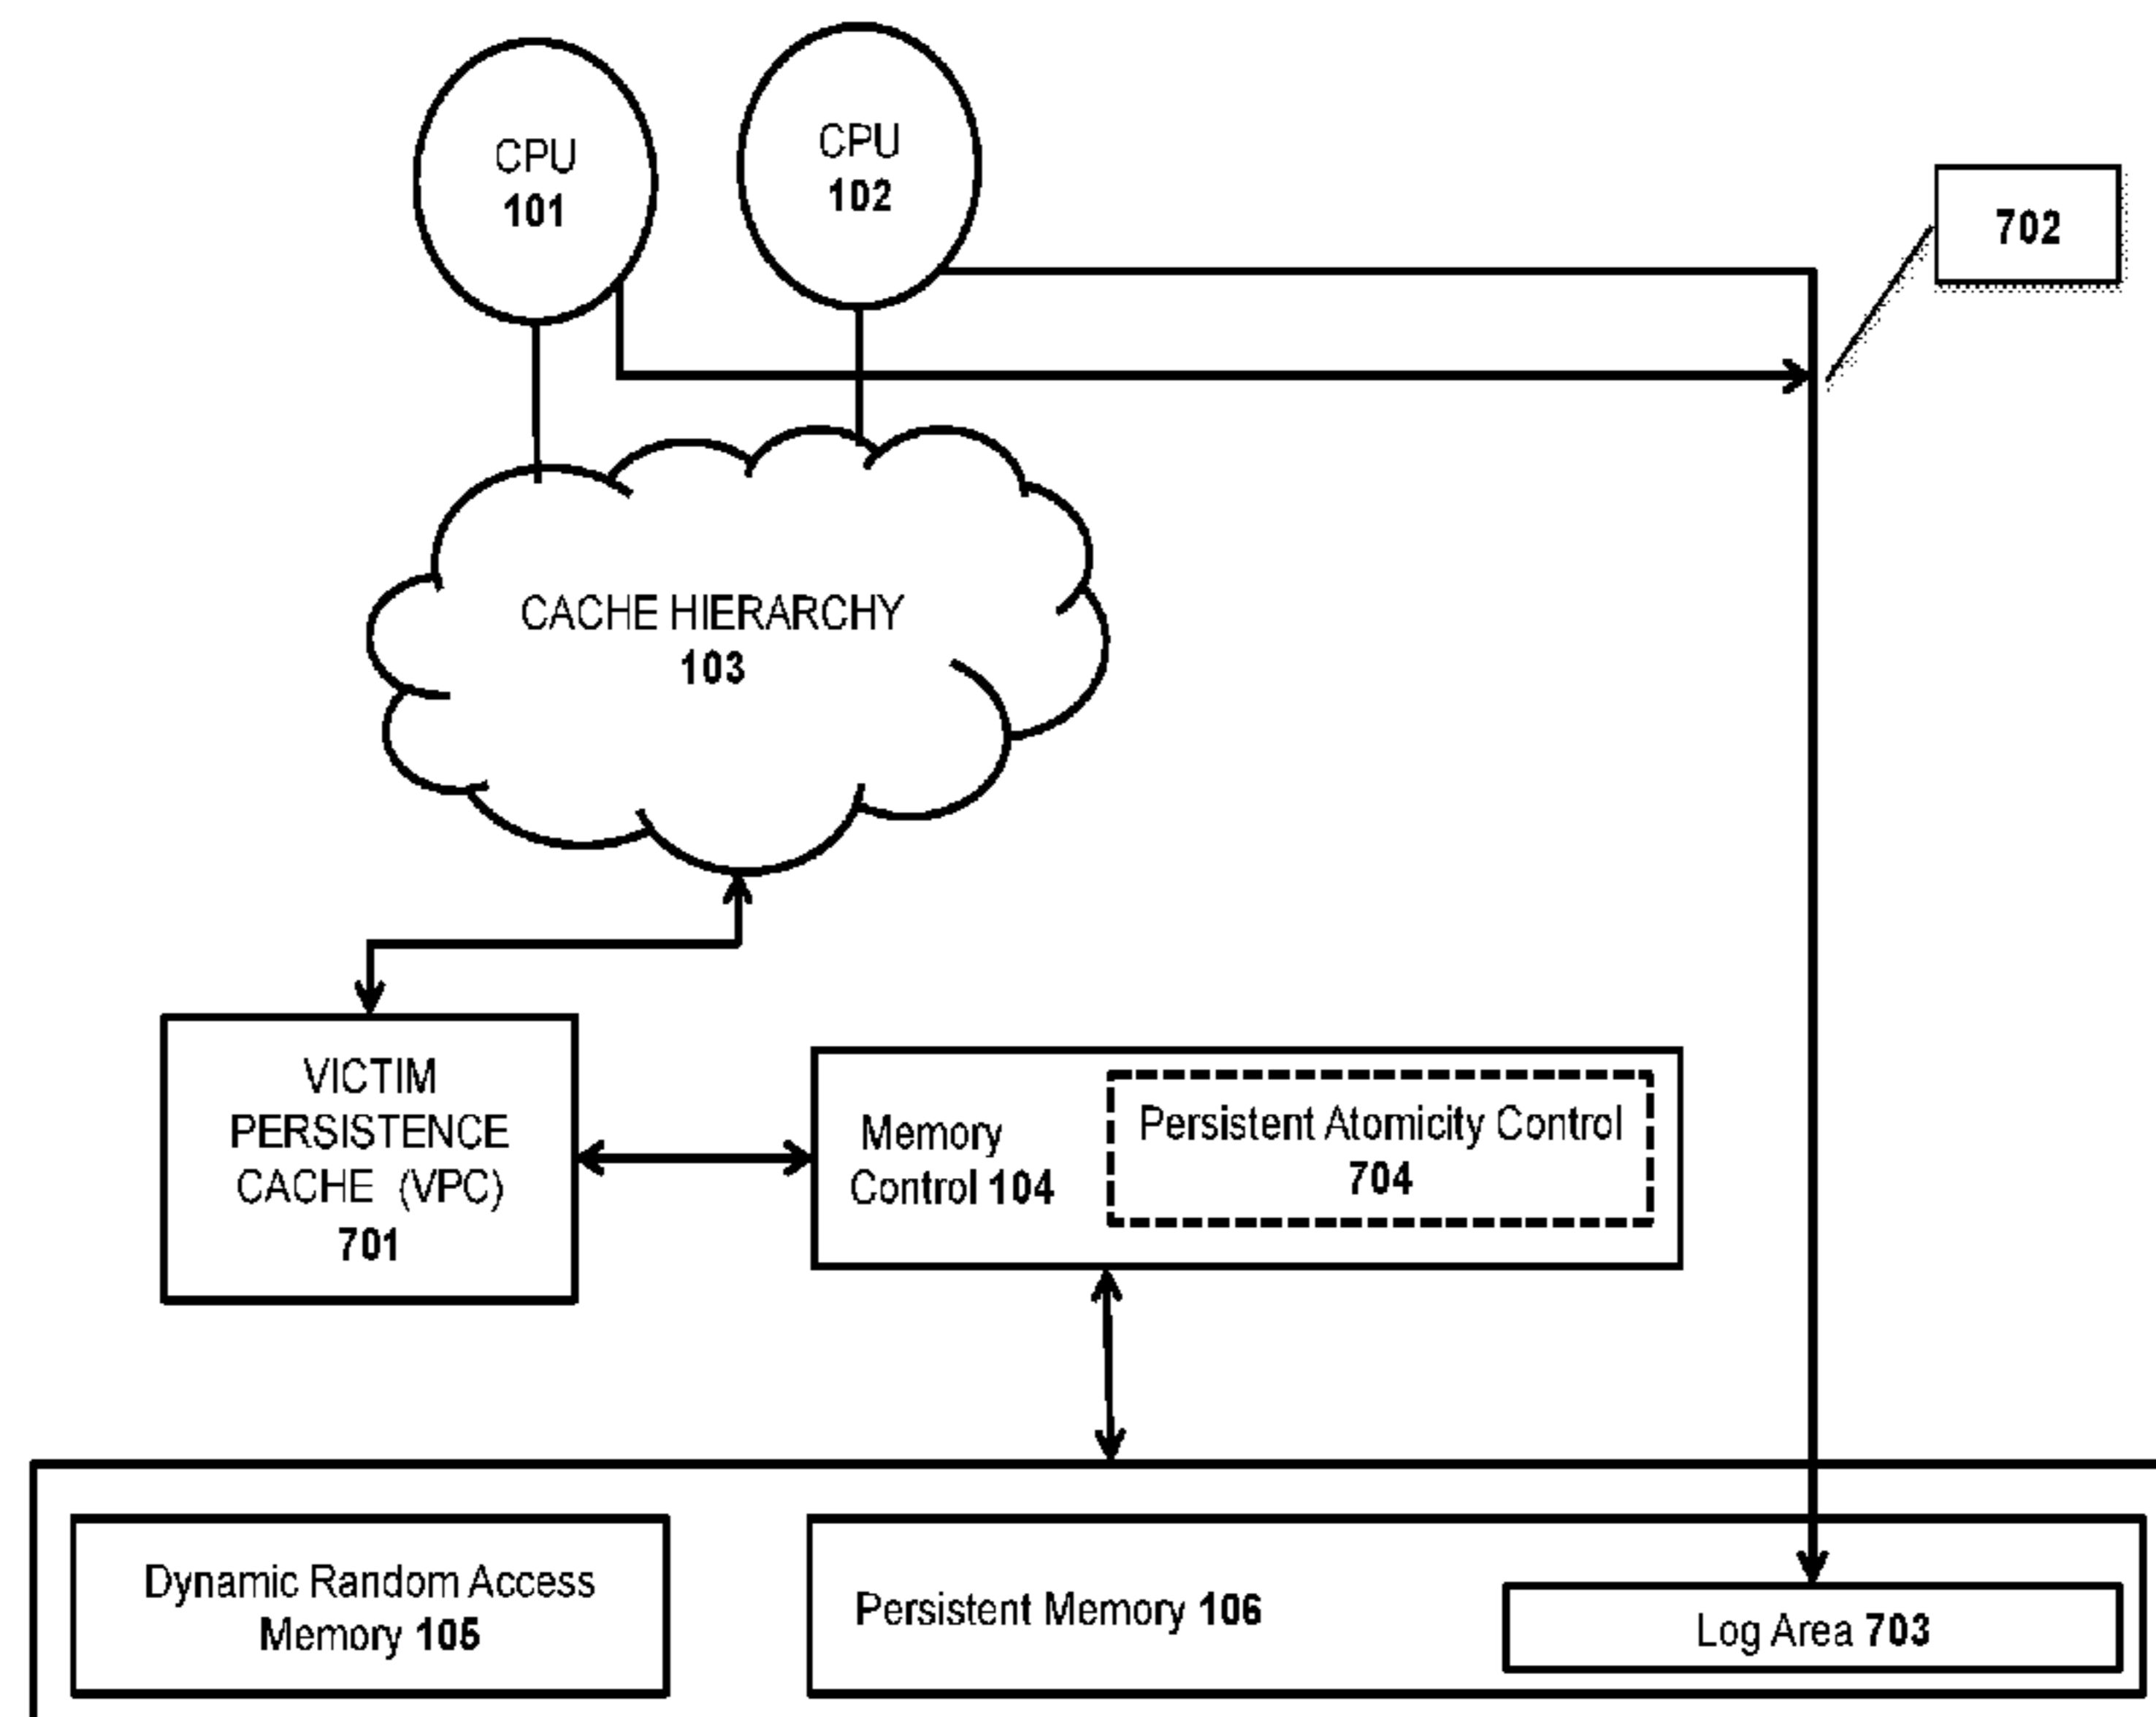 CPU
101
CPU
102
702
CACHE HIERARCHY
103
VICTIM
PERSISTENCE
CACHE (VPC)
701
Memory
Control 104
Persistent Atomicity Control
704
Dynamic Random Access
Memory 105
Persistent Memory 106
Log Area 703